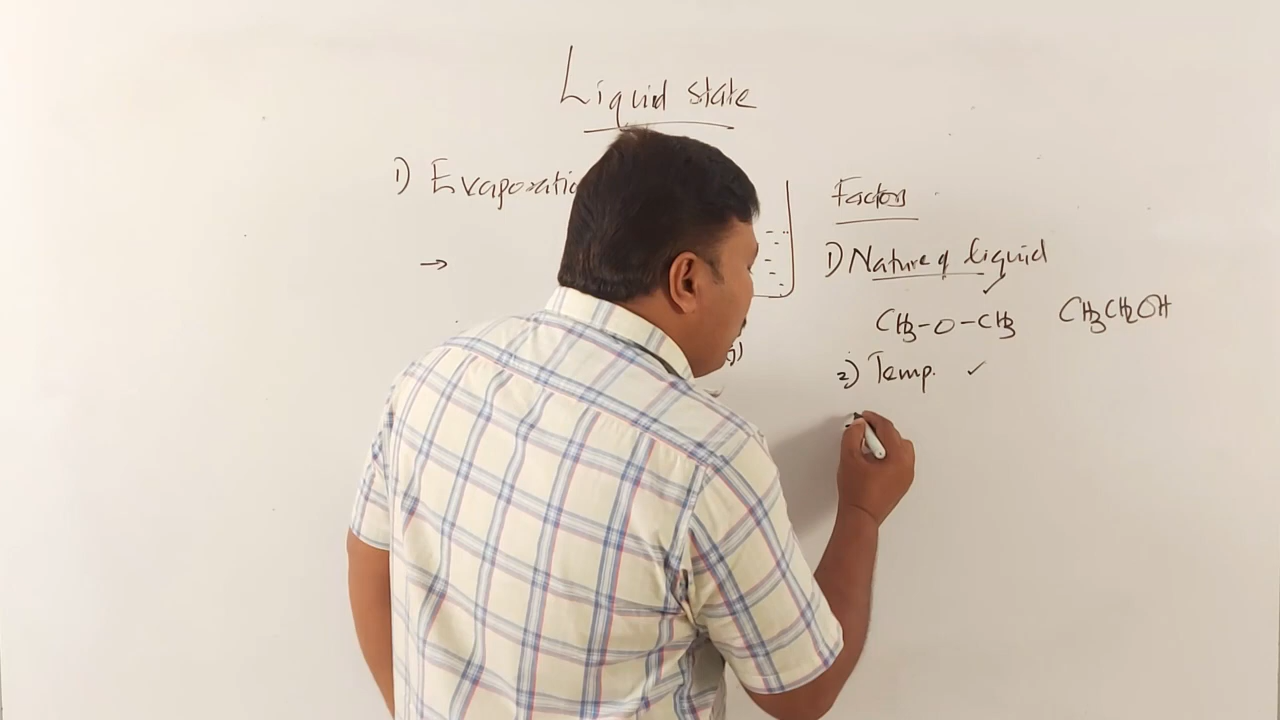 Liquid state
1) Evaporatio
→
Factors
1) Nature of liquid ✓
CH3-O-CH3 CH3CH2OH
2) Temp. ✓